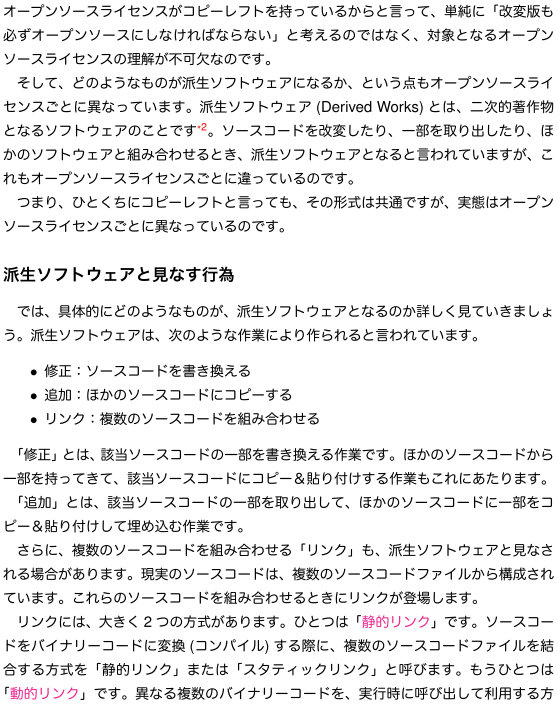 オープンソースライセンスがコピーレフトを持っているからと言って、単純に「改変版も
必ずオープンソースにしなければならない」と考えるのではなく、対象となるオープン
ソースライセンスの理解が不可欠なのです。
そして、どのようなものが派生ソフトウェアになるか、という点もオープンソースライ
センスごとに異なっています。派生ソフトウェア (Derived Works) とは、二次的著作物
となるソフトウェアのことです*2。ソースコードを改変したり、一部を取り出したり、ほ
かのソフトウェアと組み合わせるとき、派生ソフトウェアとなると言われていますが、こ
れもオープンソースライセンスごとに違っているのです。
つまり、ひとくちにコピーレフトと言っても、その形式は共通ですが、実態はオープン
ソースライセンスごとに異なっているのです。
派生ソフトウェアと見なす行為
では、具体的にどのようなものが、派生ソフトウェアとなるのか詳しく見ていきましょ
う。派生ソフトウェアは、次のような作業により作られると言われています。
● 修正：ソースコードを書き換える
● 追加：ほかのソースコードにコピーする
● リンク：複数のソースコードを組み合わせる
「修正」とは、該当ソースコードの一部を書き換える作業です。ほかのソースコードから
一部を持ってきて、該当ソースコードにコピー＆貼り付けする作業もこれにあたります。
「追加」とは、該当ソースコードの一部を取り出して、ほかのソースコードに一部をコ
ピー＆貼り付けして埋め込む作業です。
さらに、複数のソースコードを組み合わせる「リンク」も、派生ソフトウェアと見なさ
れる場合があります。現実のソースコードは、複数のソースコードファイルから構成され
ています。これらのソースコードを組み合わせるときにリンクが登場します。
リンクには、大きく 2 つの方式があります。ひとつは「静的リンク」です。ソースコー
ドをバイナリーコードに変換 (コンパイル) する際に、複数のソースコードファイルを結
合する方式を「静的リンク」または「スタティックリンク」と呼びます。もうひとつは
「動的リンク」です。異なる複数のバイナリーコードを、実行時に呼び出して利用する方